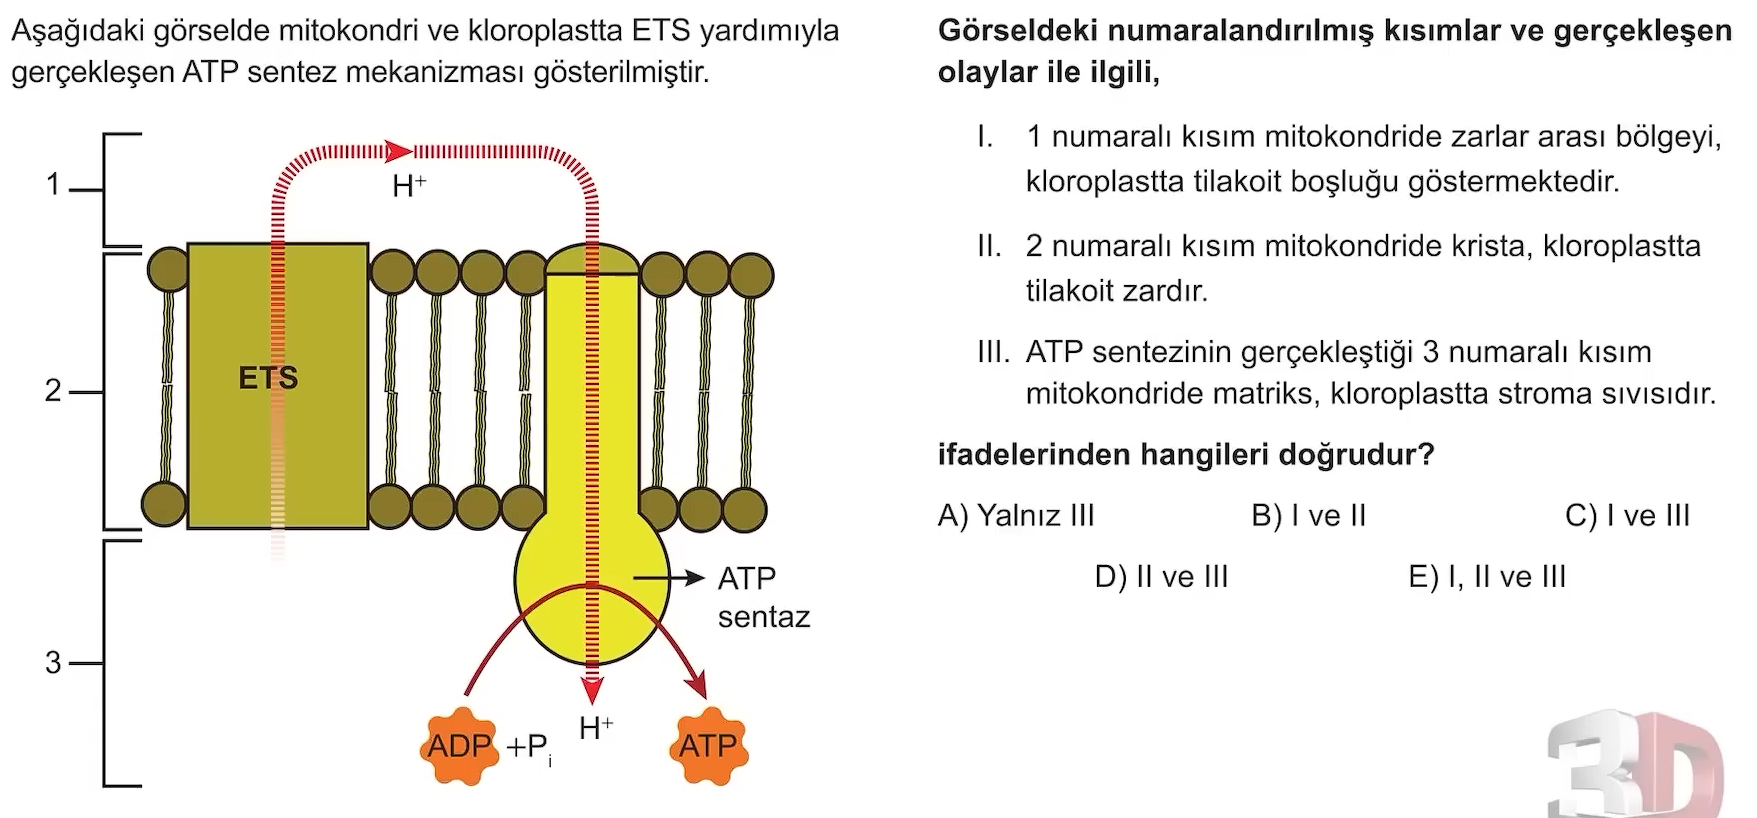 Aşağıdaki görselde mitokondri ve kloroplastta ETS yardımıyla
gerçekleşen ATP sentez mekanizması gösterilmiştir.
1
H⁺
ETS
2
ATP
sentaz
3
H⁺
ADP +Pᵢ
ATP
Görseldeki numaralandırılmış kısımlar ve gerçekleşen
olaylar ile ilgili,
I. 1 numaralı kısım mitokondride zarlar arası bölgeyi,
kloroplastta tilakoit boşluğu göstermektedir.
II. 2 numaralı kısım mitokondride krista, kloroplastta
tilakoit zardır.
III. ATP sentezinin gerçekleştiği 3 numaralı kısım
mitokondride matriks, kloroplastta stroma sıvısıdır.
ifadelerinden hangileri doğrudur?
A) Yalnız III B) I ve II C) I ve III
D) II ve III E) I, II ve III
3D